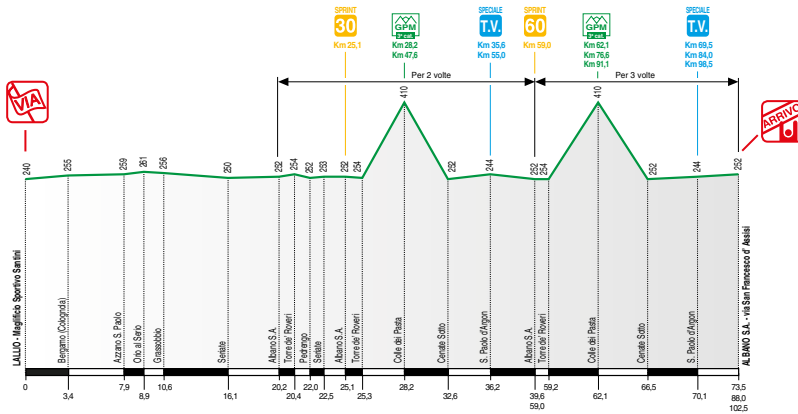 SPRINT
30
Km 25,1
GPM
3ª cat.
Km 28,2
Km 47,6
SPECIALE
T.V.
Km 35,6
Km 55,0
SPRINT
60
Km 59,0
GPM
3ª cat.
Km 62,1
Km 76,6
Km 91,1
SPECIALE
T.V.
Km 69,5
Km 84,0
Km 98,5
Per 2 volte
Per 3 volte
VIA
ARRIVO
240
255
259
261
256
250
252
254
252
253
252
254
410
252
244
252
254
410
252
244
252
LALLIO - Maglificio Sportivo Santini
Bergamo (Colognola)
Azzano S. Paolo
Orio al Serio
Grassobbio
Seriate
Albano S.A.
Torre de' Roveri
Pedrengo
Seriate
Albano S.A.
Torre de' Roveri
Colle dei Pasta
Cenate Sotto
S. Paolo d'Argon
Albano S.A.
Torre de' Roveri
Colle dei Pasta
Cenate Sotto
S. Paolo d'Argon
ALBANO S.A. - via San Francesco d' Assisi
0
3,4
7,9
8,9
10,6
16,1
20,2
20,4
22,0
22,5
25,1
25,3
28,2
32,6
36,2
39,6
59,0
59,2
62,1
66,5
70,1
73,5
88,0
102,5